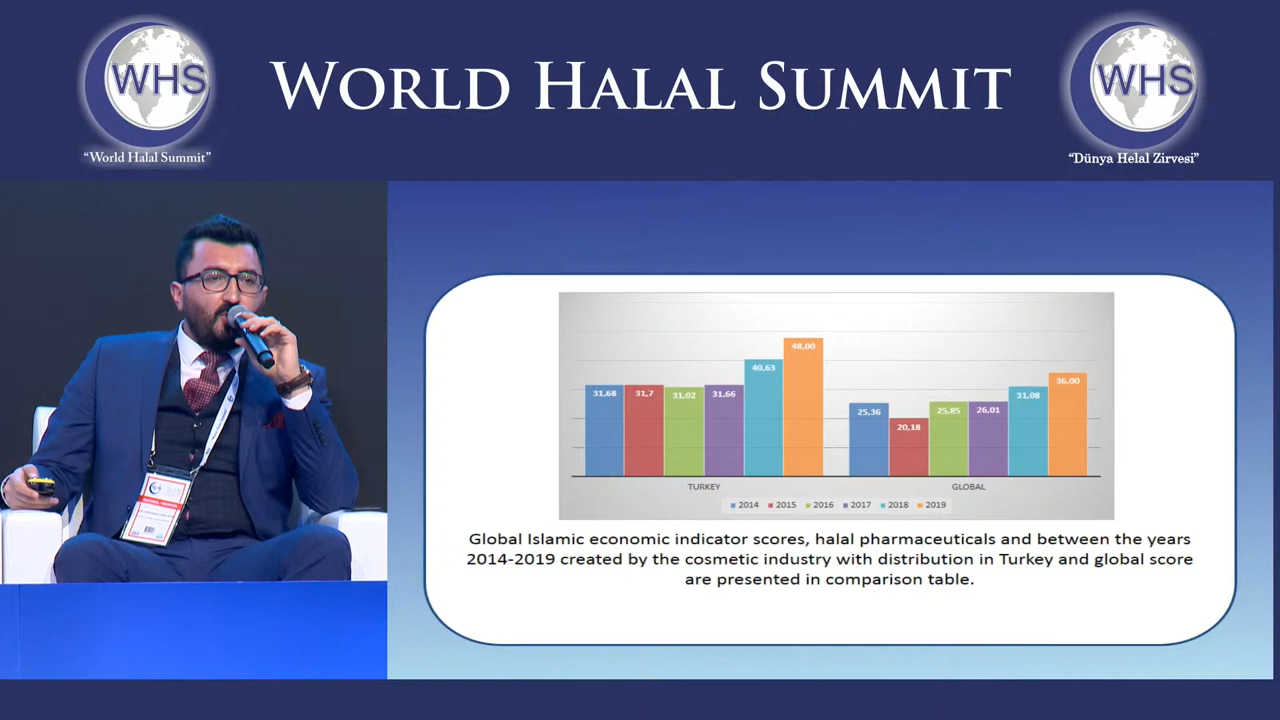 WHS
WORLD HALAL SUMMIT
WHS
“World Halal Summit”
“Dünya Helal Zirvesi”
48,00
40,63
31,68
31,7
31,02
31,66
36,00
31,08
25,36
20,18
25,85
26,01
TURKEY
GLOBAL
2014 2015 2016 2017 2018 2019
Global Islamic economic indicator scores, halal pharmaceuticals and between the years
2014-2019 created by the cosmetic industry with distribution in Turkey and global score
are presented in comparison table.